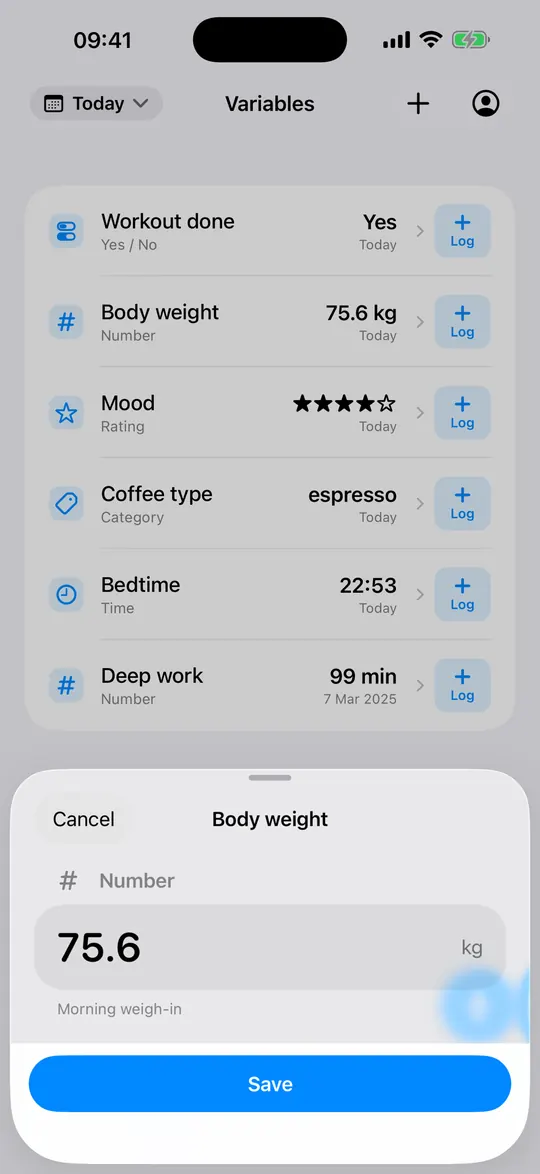 09:41
Today
Variables
Workout done
Yes
Yes / No
Today
Log
Body weight
75.6 kg
Number
Today
Log
Mood
Rating
Today
Log
Coffee type
espresso
Category
Today
Log
Bedtime
22:53
Time
Today
Log
Deep work
99 min
Number
7 Mar 2025
Log
Cancel
Body weight
# Number
75.6
kg
Morning weigh-in
Save